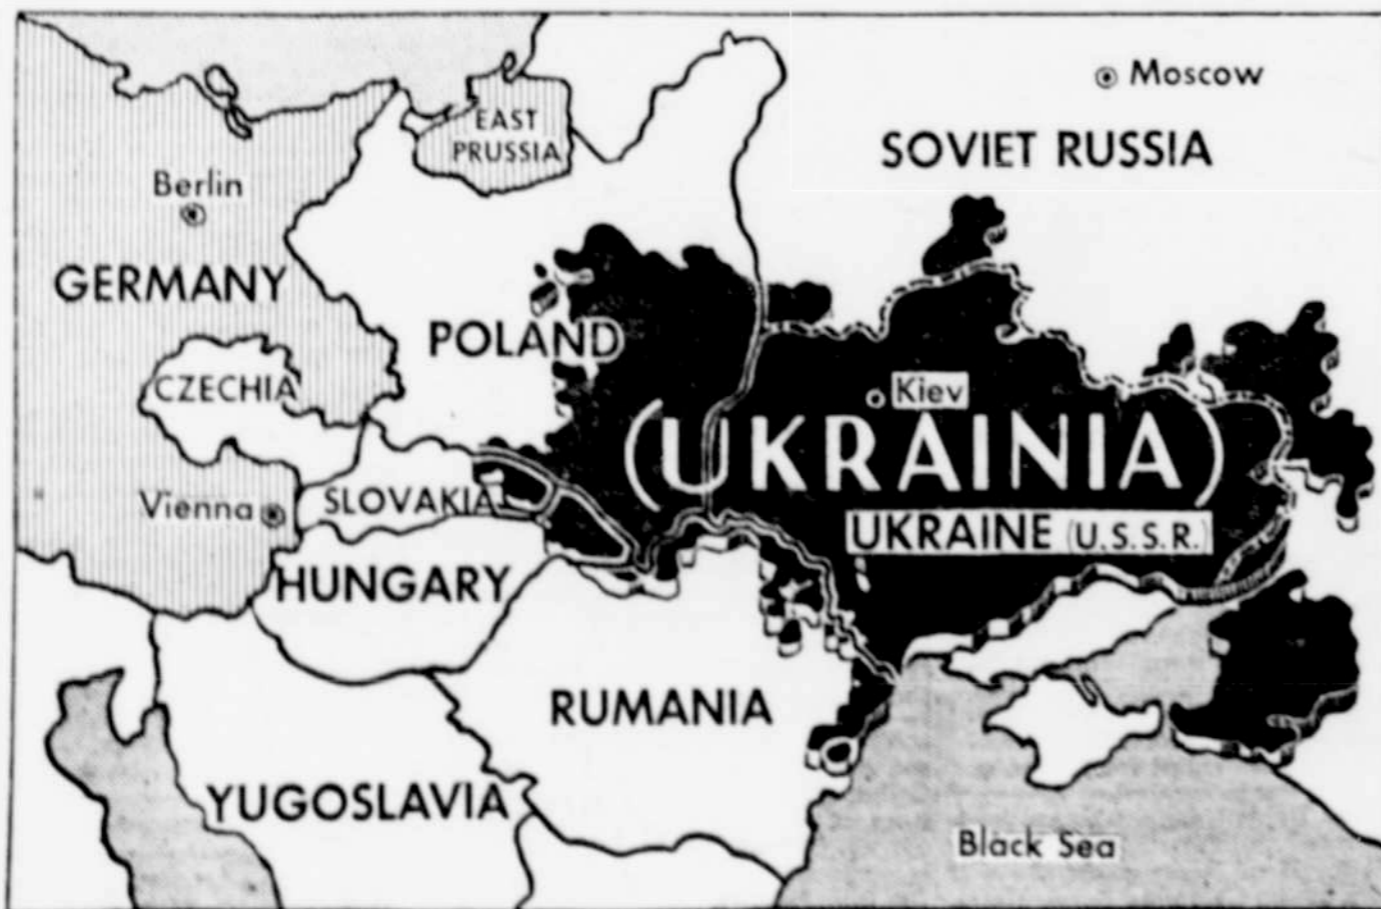 Moscow
SOVIET RUSSIA
EAST
PRUSSIA
Berlin
GERMANY
POLAND
CZECHIA
Kiev
(UKRAINIA)
UKRAINE (U.S.S.R.)
SLOVAKIA
Vienna
HUNGARY
RUMANIA
YUGOSLAVIA
Black Sea